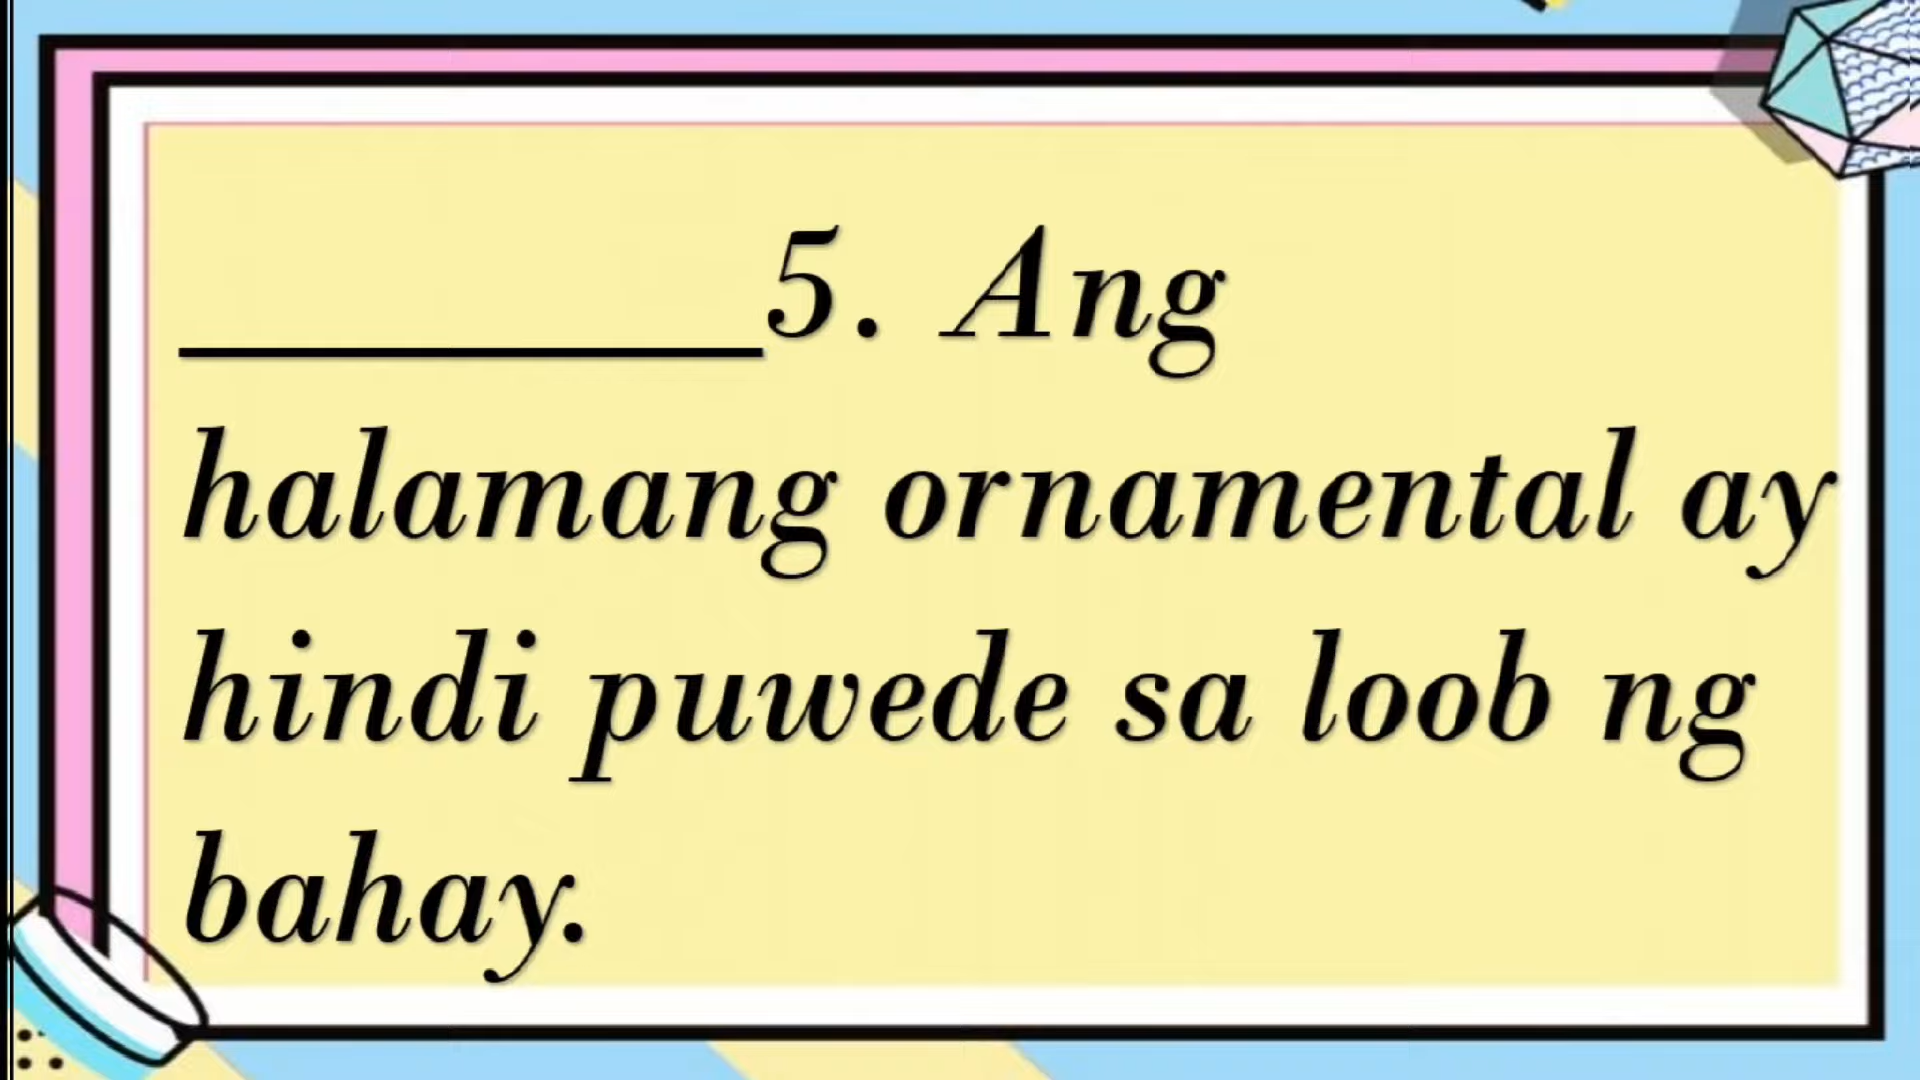 __________5. Ang
halamang ornamental ay
hindi puwede sa loob ng
bahay.